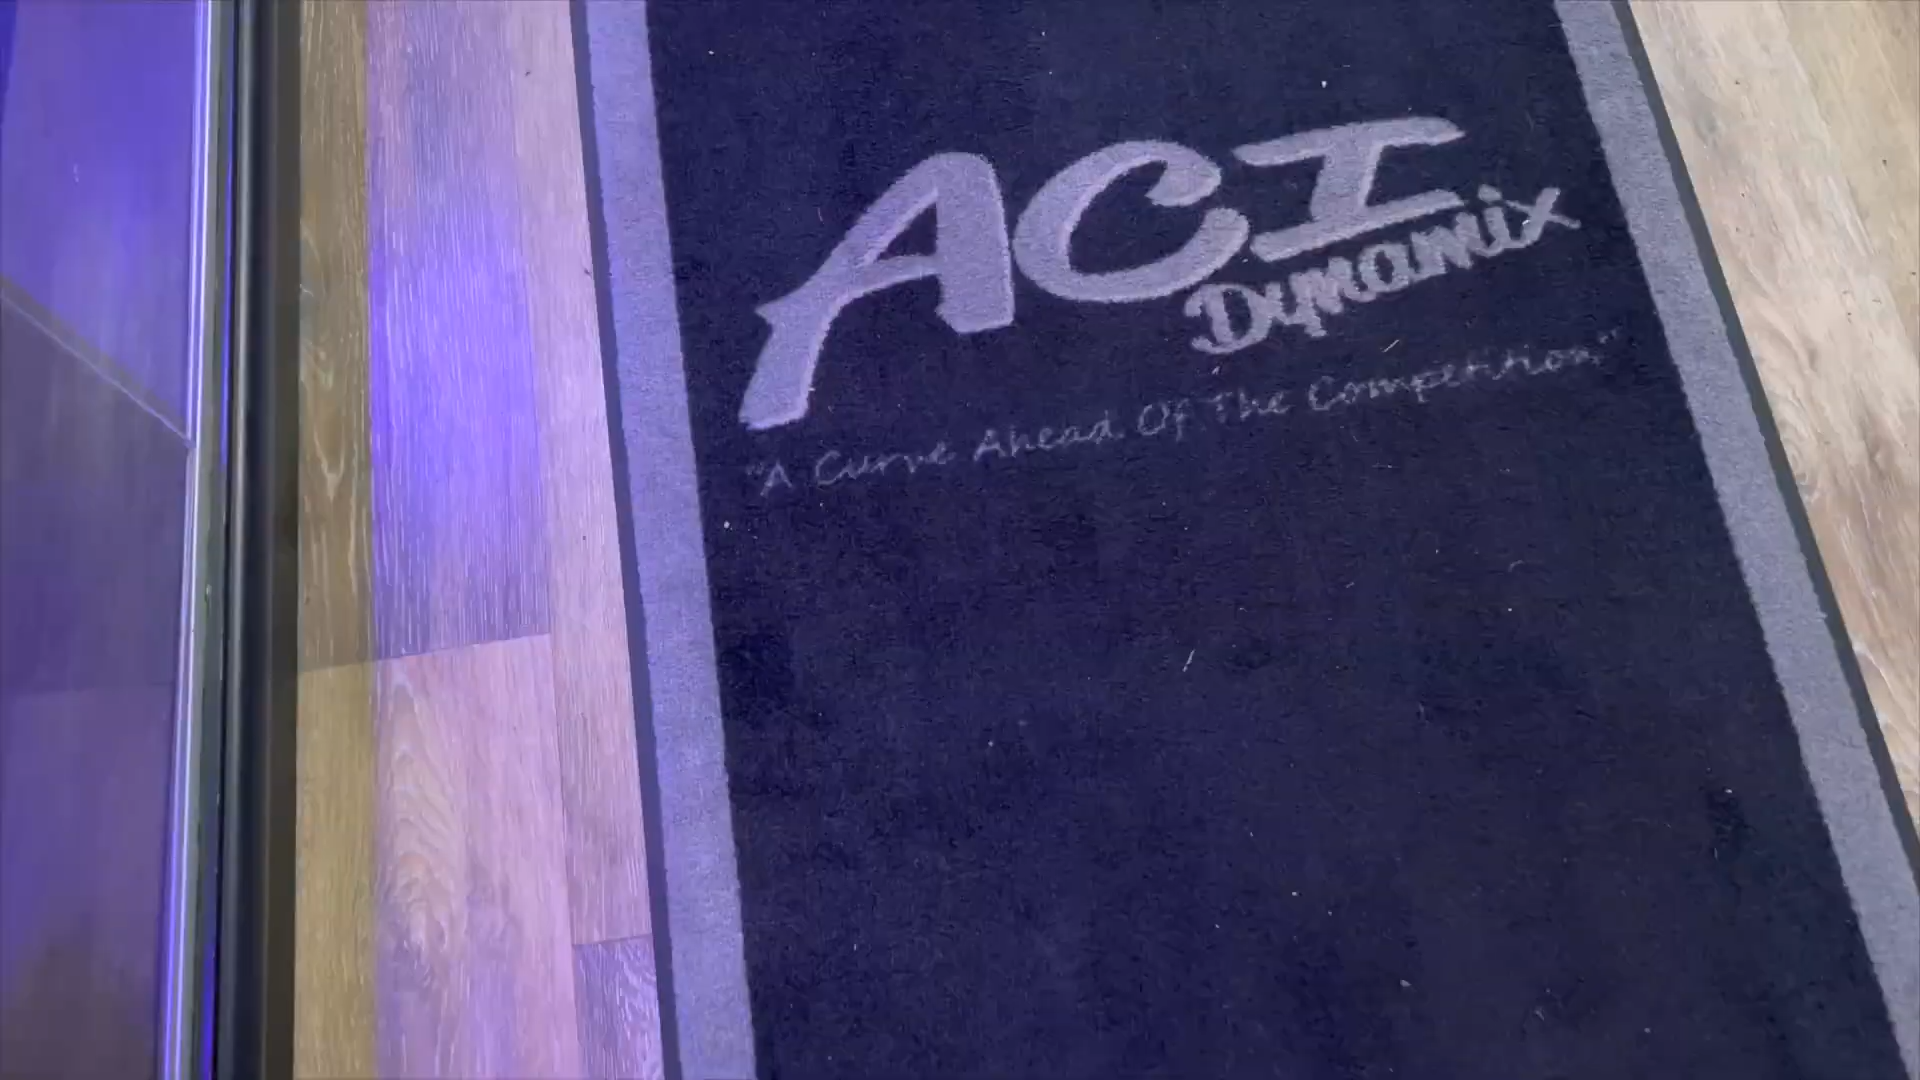 ACI
Dynamix
"A Curve Ahead Of The Competition"